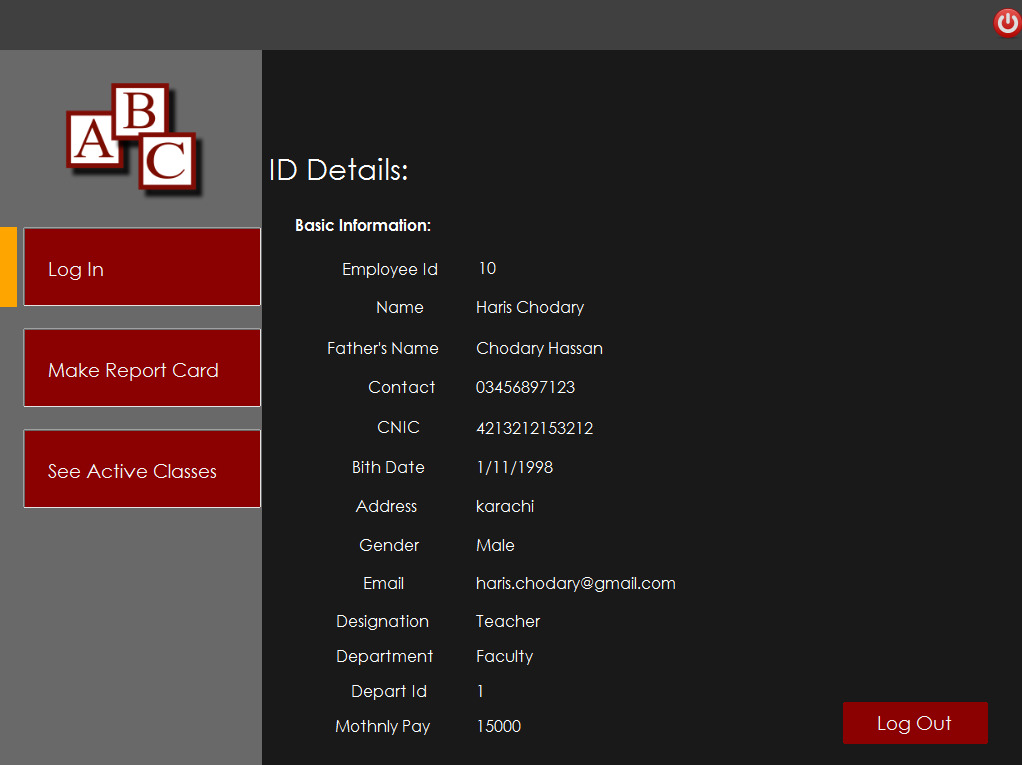 A B C
Log In
Make Report Card
See Active Classes
ID Details:
Basic Information:
Employee Id 10
Name Haris Chodary
Father's Name Chodary Hassan
Contact 03456897123
CNIC 4213212153212
Bith Date 1/11/1998
Address karachi
Gender Male
Email haris.chodary@gmail.com
Designation Teacher
Department Faculty
Depart Id 1
Mothnly Pay 15000
Log Out